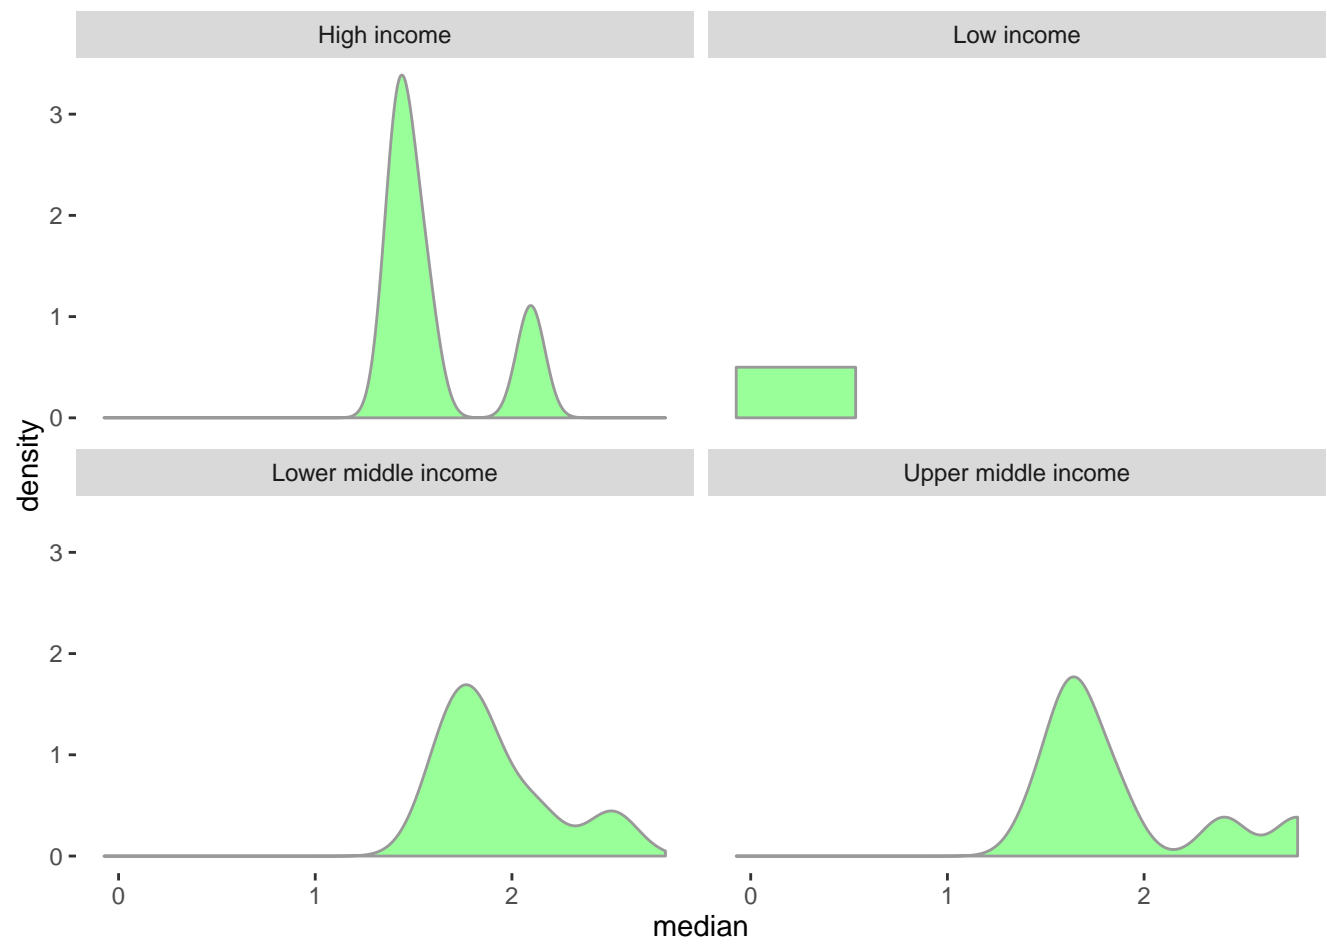 High income
Low income
3
2
1
0
density
Lower middle income
Upper middle income
3
2
1
0
0 1 2
0 1 2
median